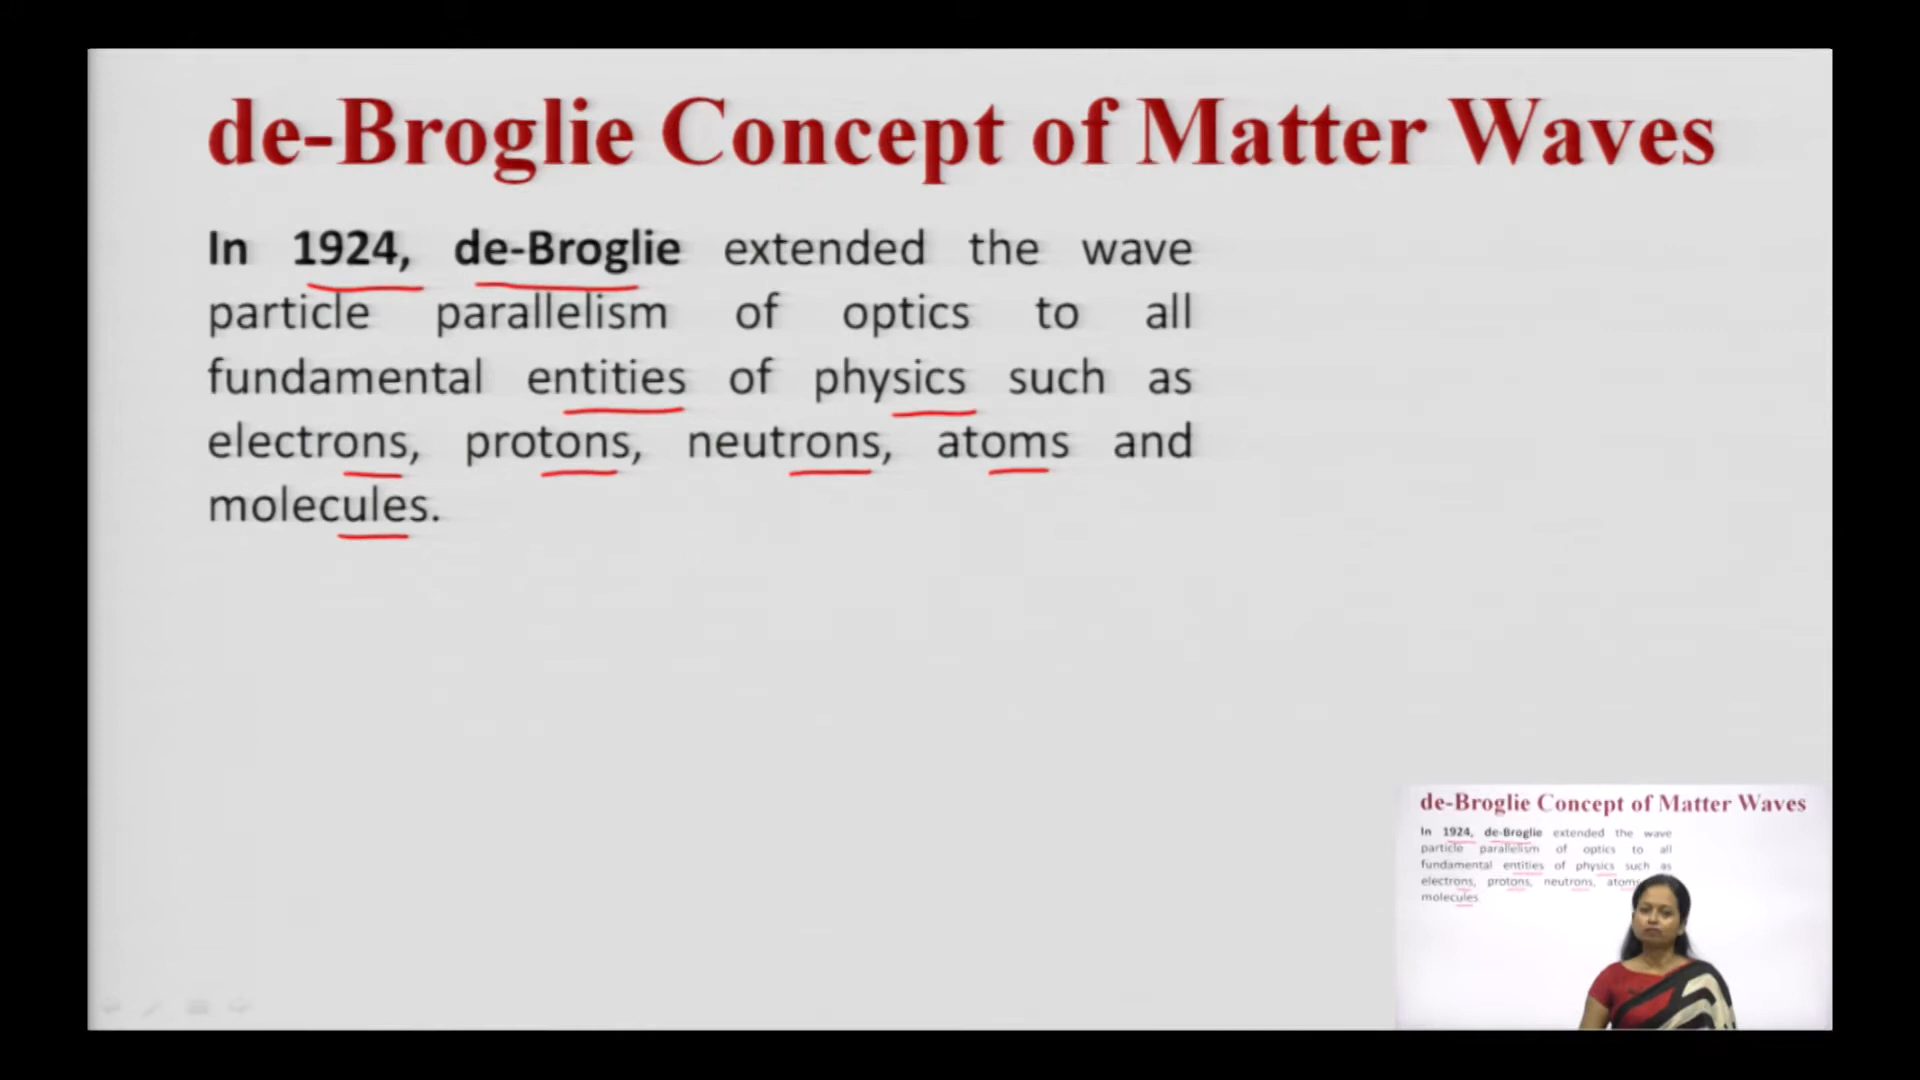 de-Broglie Concept of Matter Waves
In 1924, de-Broglie extended the wave
particle parallelism of optics to all
fundamental entities of physics such as
electrons, protons, neutrons, atoms and
molecules.
de-Broglie Concept of Matter Waves
In 1924, de-Broglie extended the wave
particle parallelism of optics to all
fundamental entities of physics such as
electrons, protons, neutrons, atoms
molecules